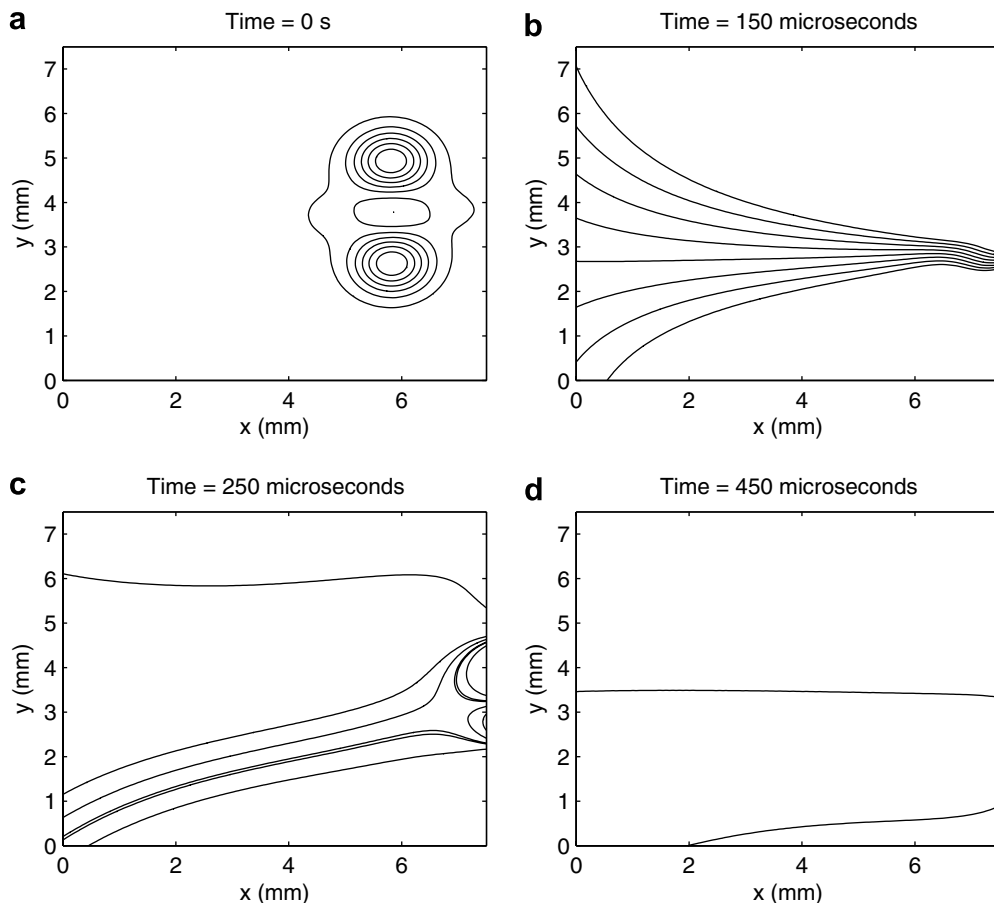 a
Time = 0 s
7
6
5
4
3
2
1
0
y (mm)
0 2 4 6
x (mm)
b
Time = 150 microseconds
7
6
5
4
3
2
1
0
y (mm)
0 2 4 6
x (mm)
c
Time = 250 microseconds
7
6
5
4
3
2
1
0
y (mm)
0 2 4 6
x (mm)
d
Time = 450 microseconds
7
6
5
4
3
2
1
0
y (mm)
0 2 4 6
x (mm)